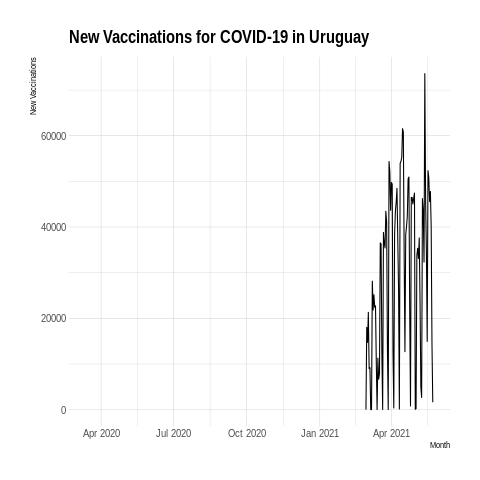 New Vaccinations for COVID-19 in Uruguay
New Vaccinations
60000
40000
20000
0
Apr 2020 Jul 2020 Oct 2020 Jan 2021 Apr 2021
Month